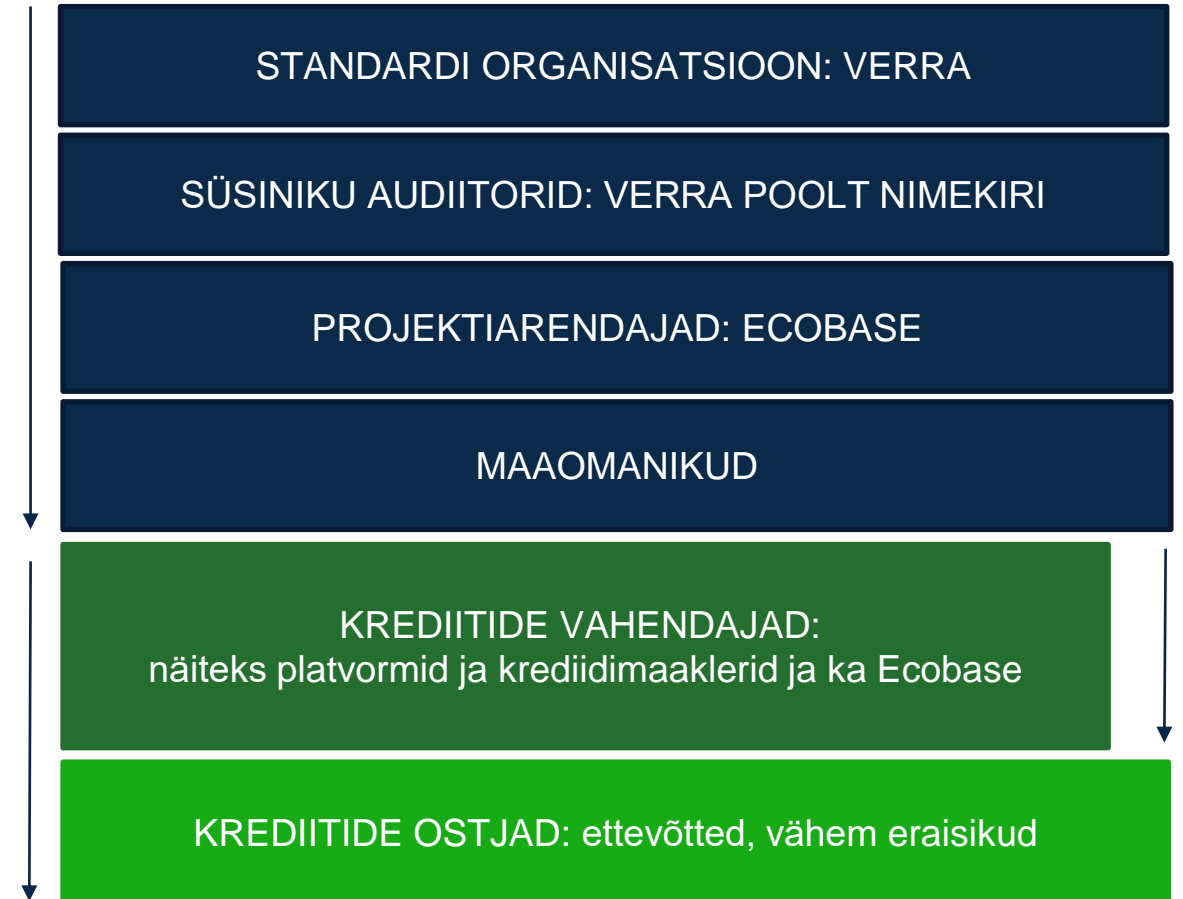 STANDARDI ORGANISATSIOON: VERRA
SÜSINIKU AUDIITORID: VERRA POOLT NIMEKIRI
PROJEKTIARENDAJAD: ECOBASE
MAAOMANIKUD
KREDIITIDE VAHENDAJAD:
näiteks platvormid ja krediidimaaklerid ja ka Ecobase
KREDIITIDE OSTJAD: ettevõtted, vähem eraisikud